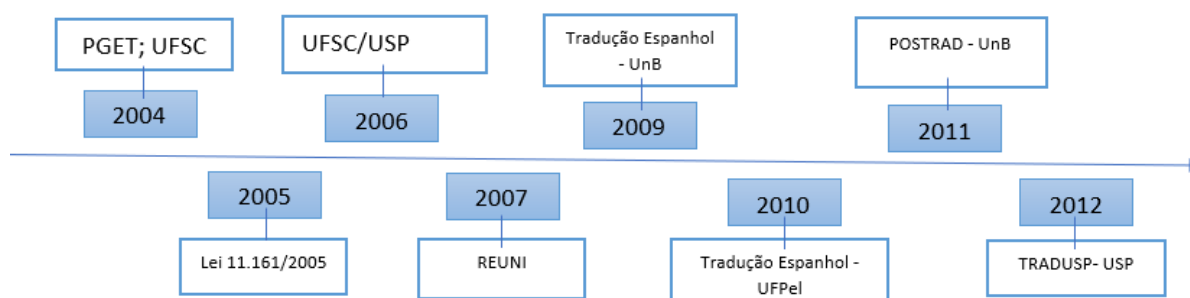 PGET; UFSC
2004
UFSC/USP
2006
Tradução Espanhol
- UnB
2009
POSTRAD - UnB
2011
2005
Lei 11.161/2005
2007
REUNI
2010
Tradução Espanhol -
UFPel
2012
TRADUSP- USP